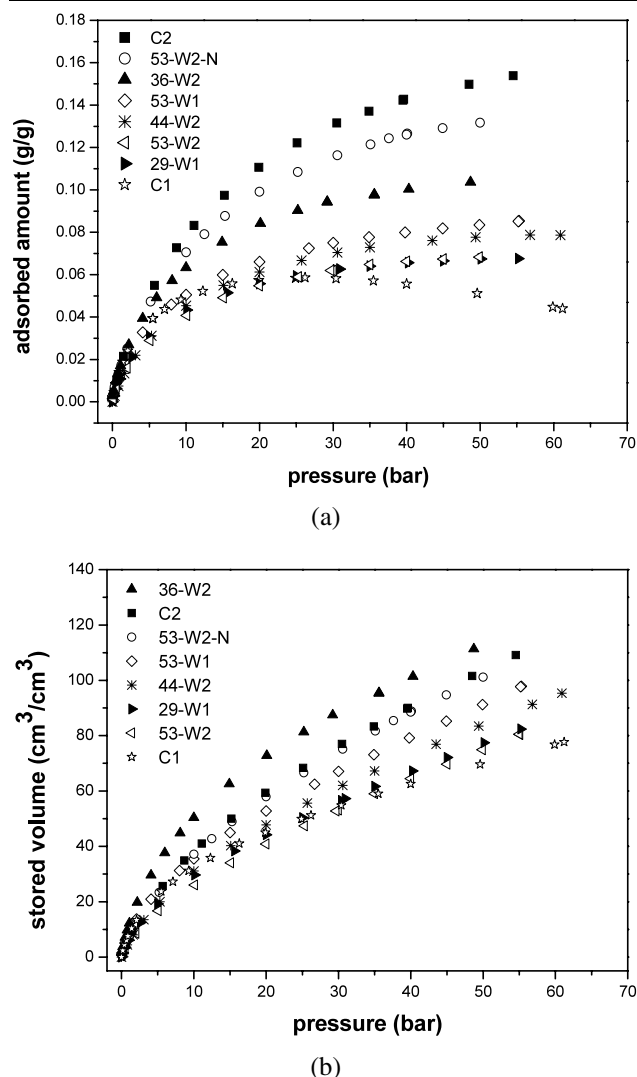 0.18
0.16
0.14
0.12
0.10
0.08
0.06
0.04
0.02
0.00
adsorbed amount (g/g)
C2
53-W2-N
36-W2
53-W1
44-W2
53-W2
29-W1
C1
0 10 20 30 40 50 60 70
pressure (bar)
(a)
140
120
100
80
60
40
20
0
stored volume (cm³/cm³)
36-W2
C2
53-W2-N
53-W1
44-W2
29-W1
53-W2
C1
0 10 20 30 40 50 60 70
pressure (bar)
(b)